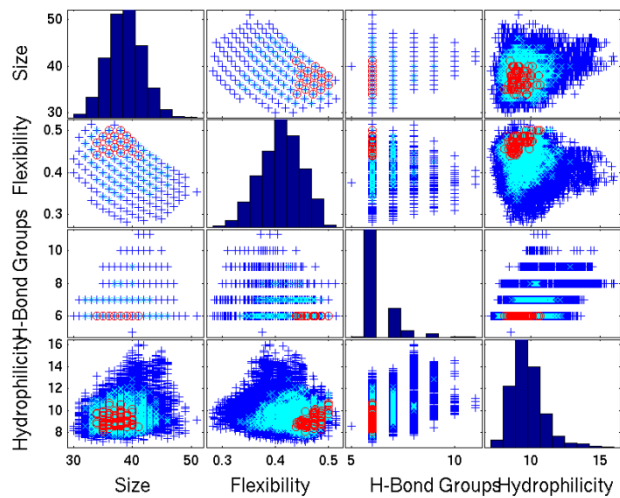 Size
50
40
30
Flexibility
0.5
0.4
0.3
H-Bond Groups
10
8
6
Hydrophilicity
16
14
12
10
8
30 40 50 0.3 0.4 0.5 5 10 10 15
Size Flexibility H-Bond Groups Hydrophilicity